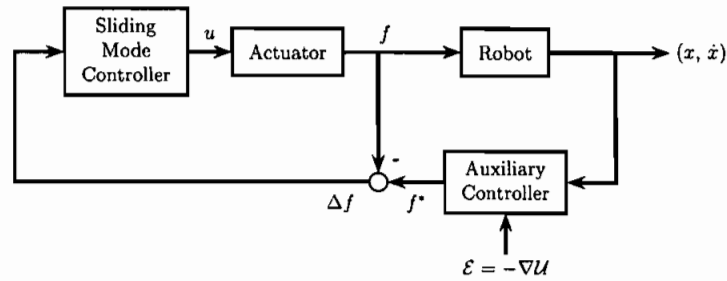 Sliding
Mode
Controller
u
Actuator
f
Robot
(x, ẋ)
-
Δf
f*
Auxiliary
Controller
ℰ = −∇𝒰